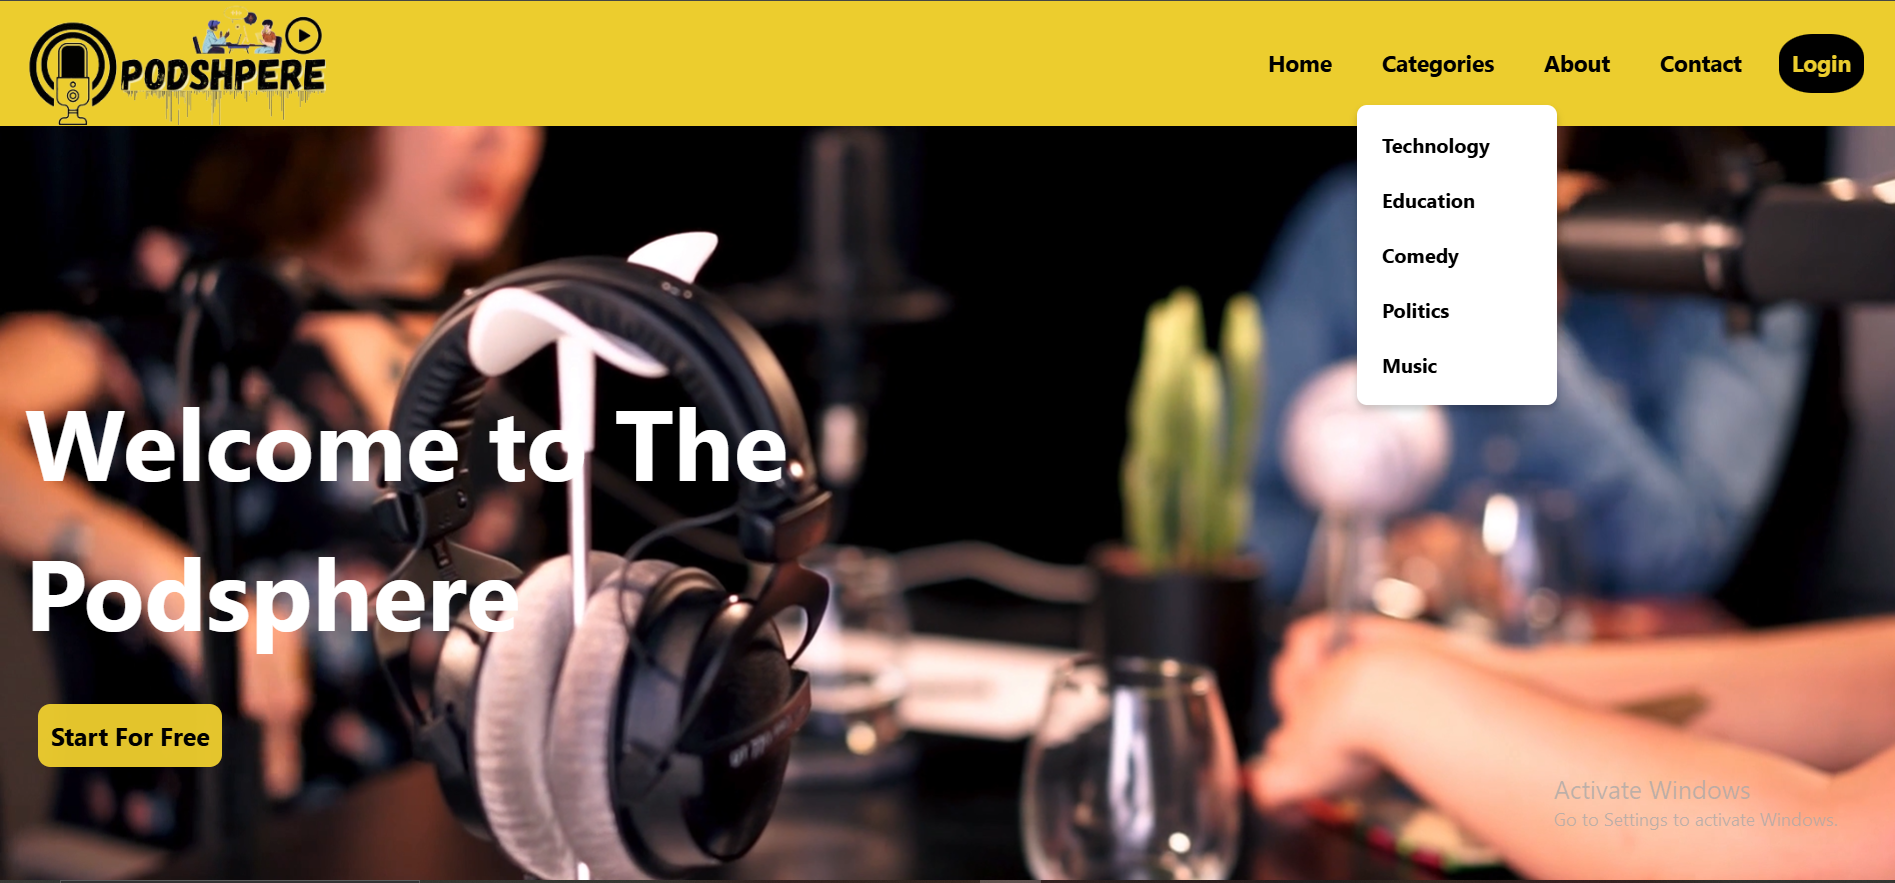 PODSHPERE
Home Categories About Contact Login
Technology
Education
Comedy
Politics
Music
Welcome to The
Podsphere
Start For Free
Activate Windows
Go to Settings to activate Windows.